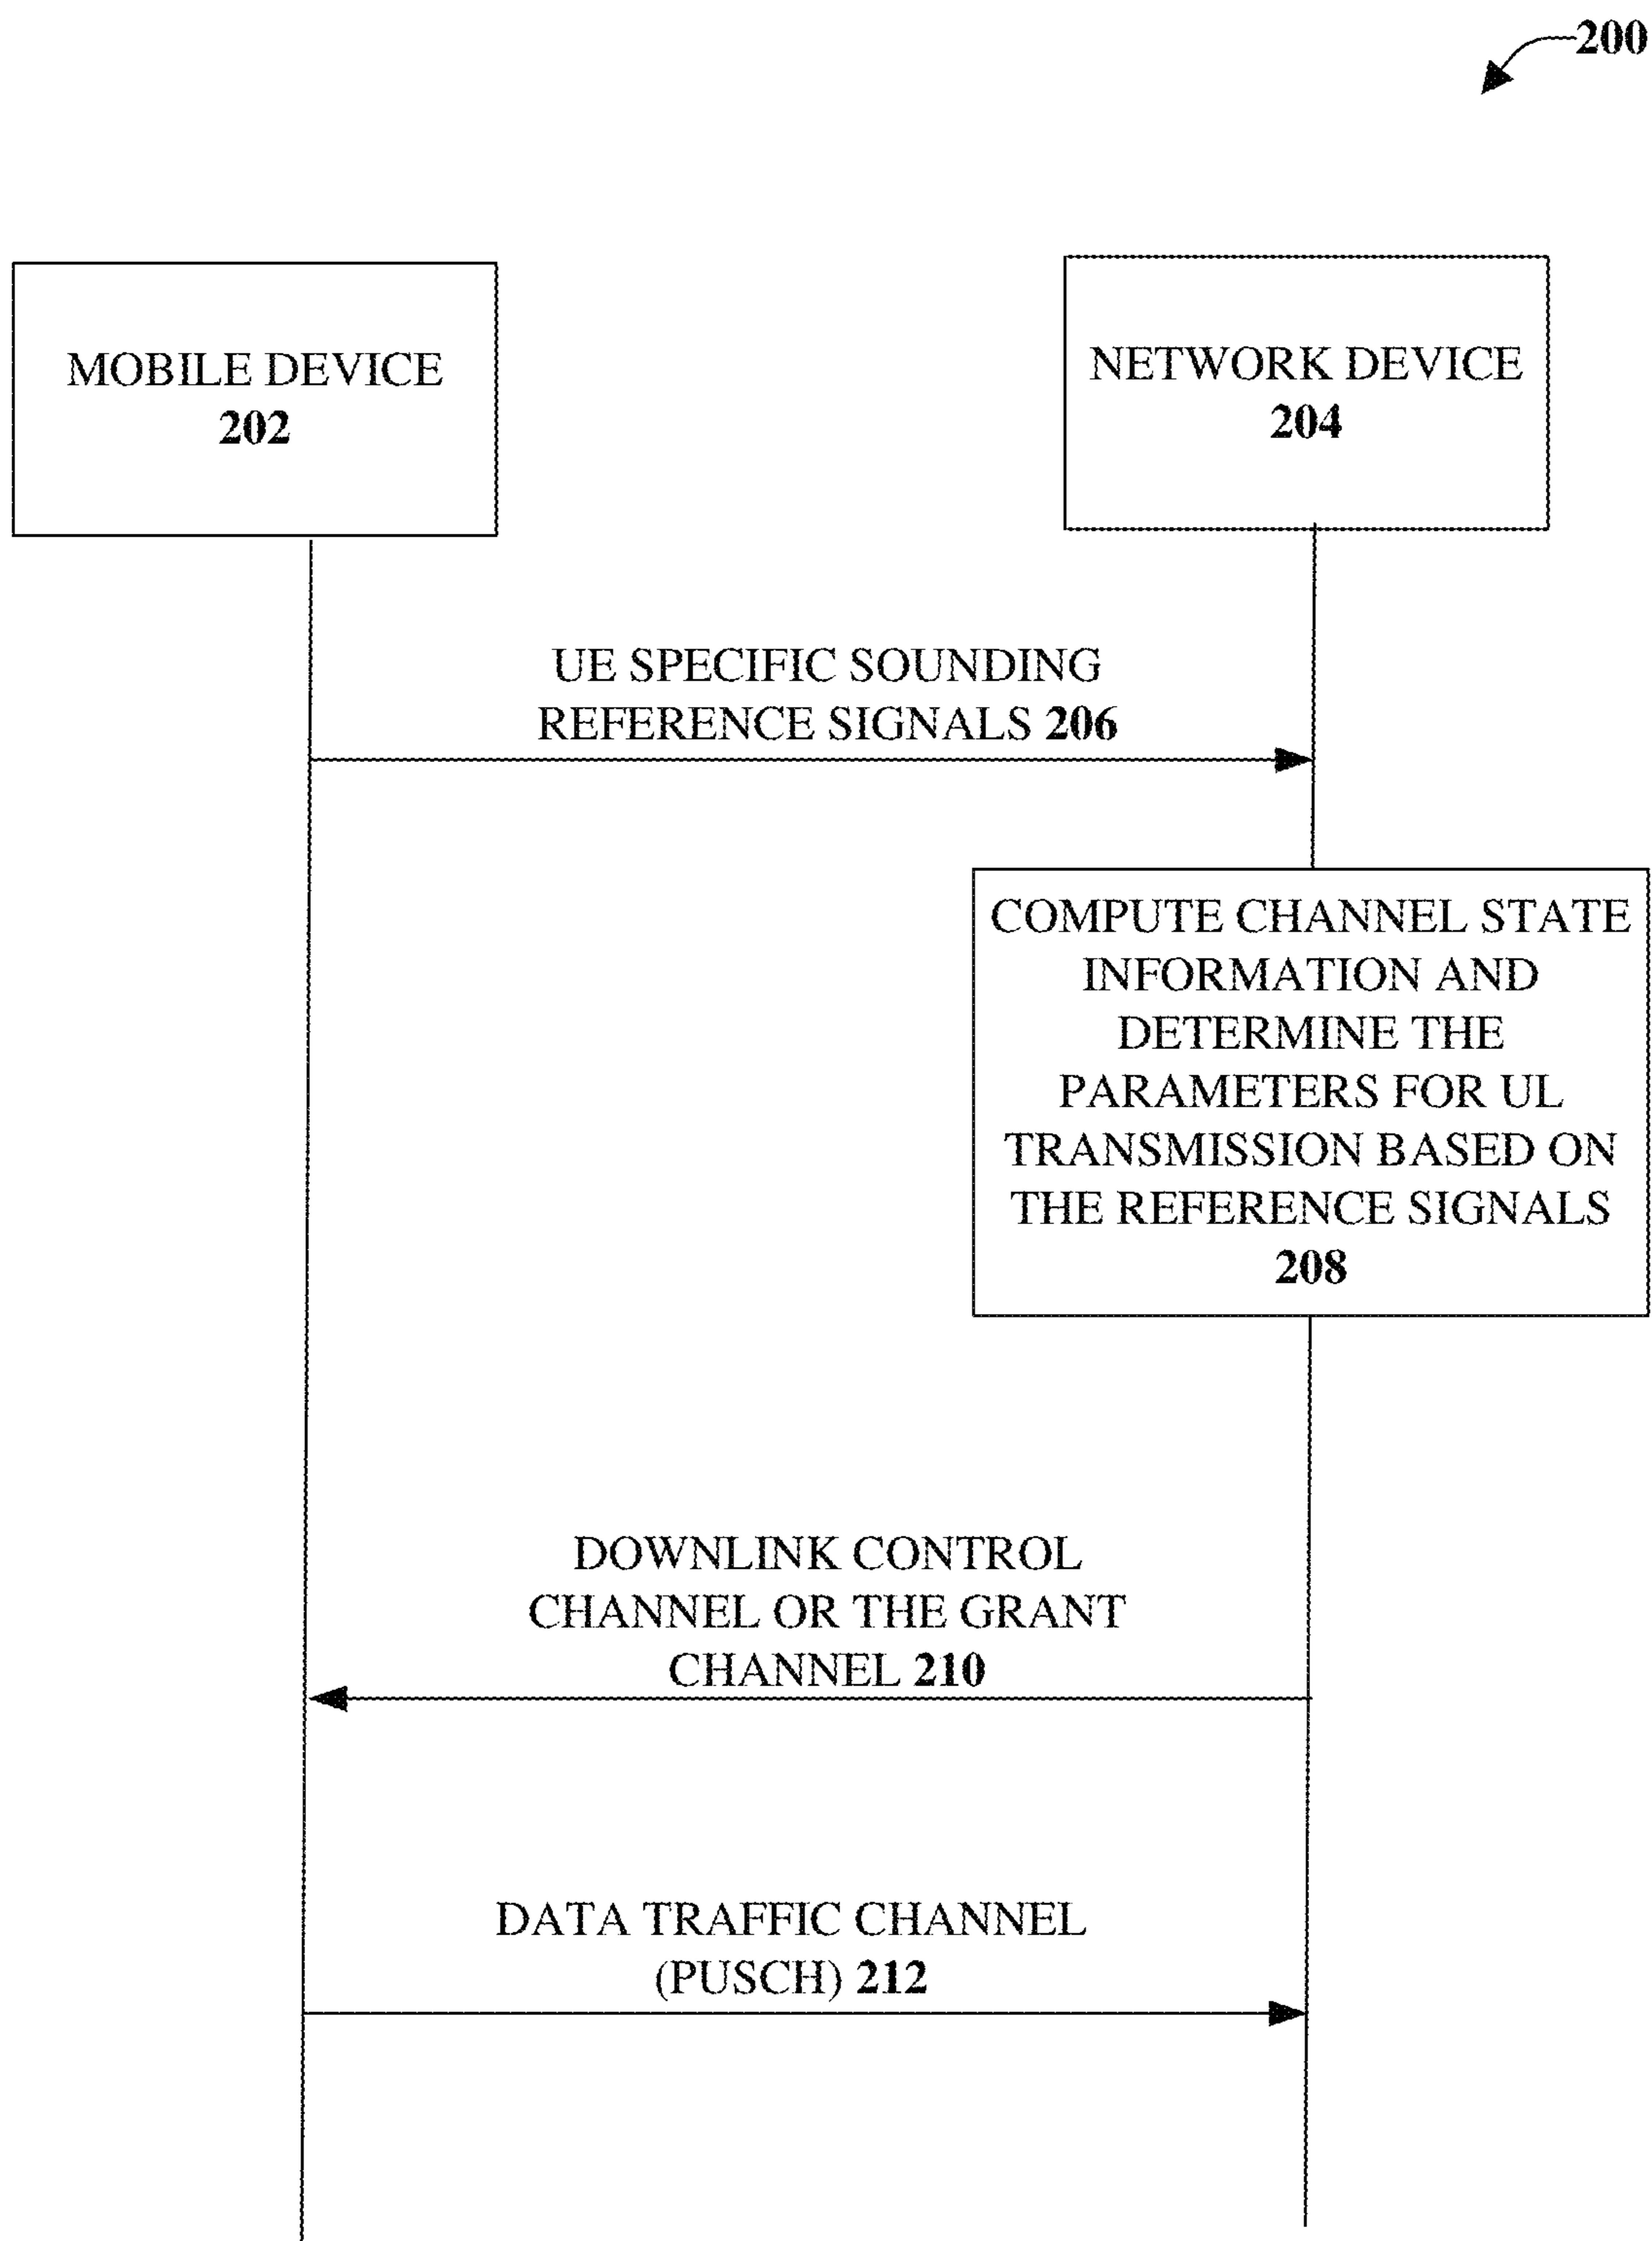 200
MOBILE DEVICE
202
NETWORK DEVICE
204
UE SPECIFIC SOUNDING
REFERENCE SIGNALS 206
COMPUTE CHANNEL STATE
INFORMATION AND
DETERMINE THE
PARAMETERS FOR UL
TRANSMISSION BASED ON
THE REFERENCE SIGNALS
208
DOWNLINK CONTROL
CHANNEL OR THE GRANT
CHANNEL 210
DATA TRAFFIC CHANNEL
(PUSCH) 212